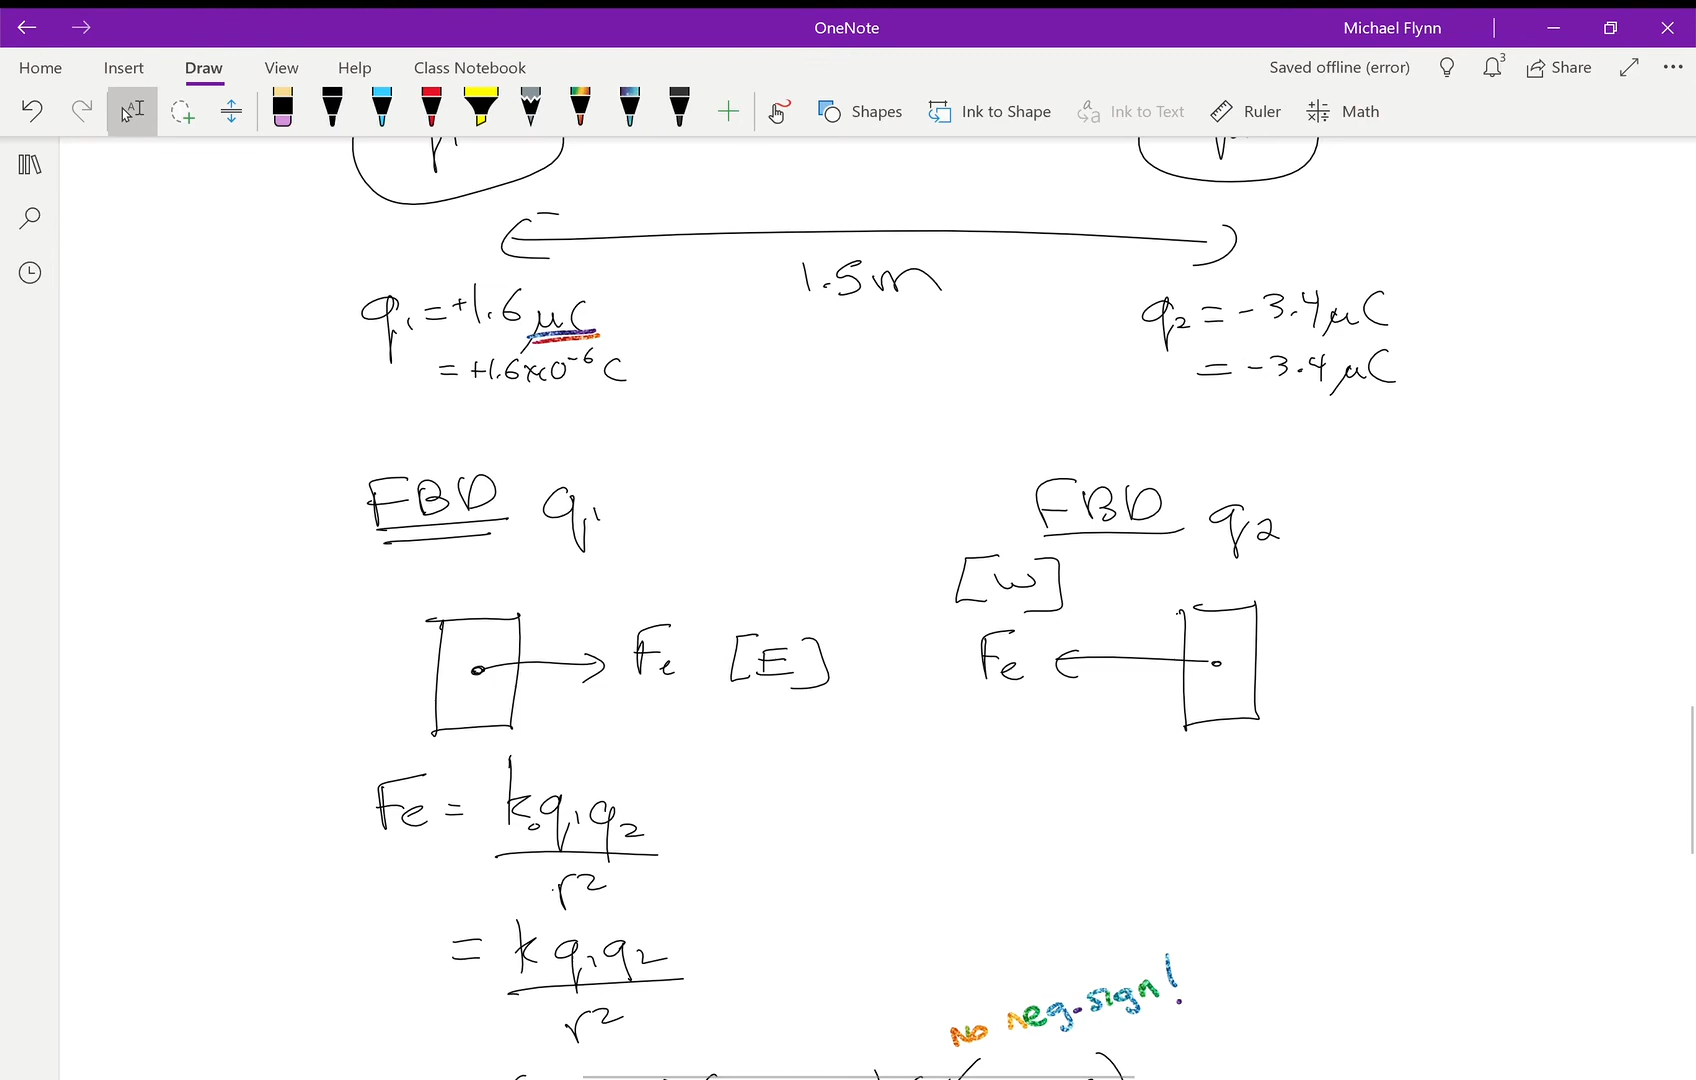 OneNote
Michael Flynn
Home Insert Draw View Help Class Notebook
Saved offline (error) 3 Share
Shapes Ink to Shape Ink to Text Ruler Math
1.5m
q₁ = +1.6 μC
= +1.6×10⁻⁶ C
q₂ = -3.4 μC
= -3.4 μC
FBD q₁
FBD q₂
[W]
Fe [E]
Fe
Fe = kq₁q₂
r²
= kq₁q₂
r²
No neg-sign!